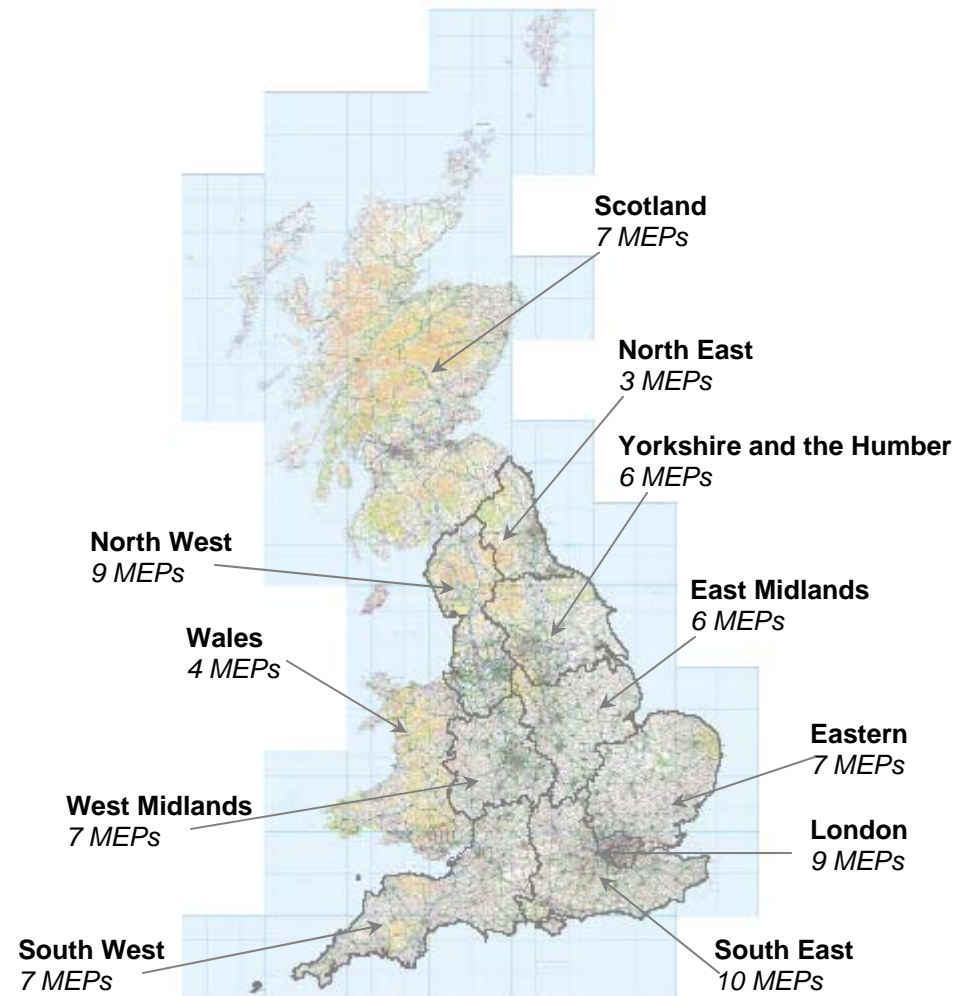 Scotland
7 MEPs
North East
3 MEPs
Yorkshire and the Humber
6 MEPs
North West
9 MEPs
East Midlands
6 MEPs
Wales
4 MEPs
Eastern
7 MEPs
West Midlands
7 MEPs
London
9 MEPs
South West
7 MEPs
South East
10 MEPs